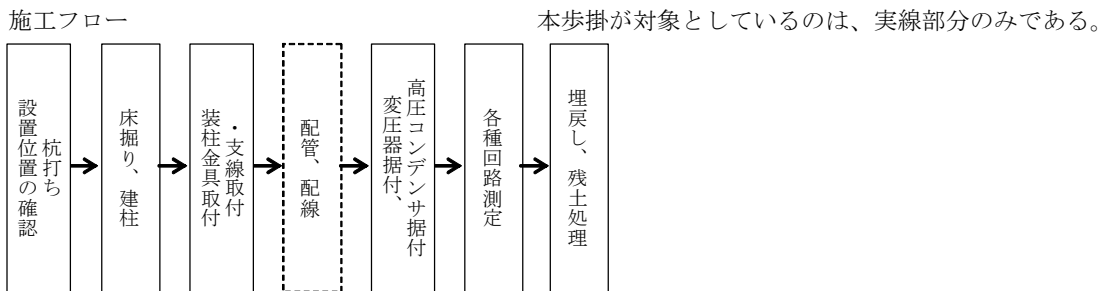 施工フロー
本歩掛が対象としているのは、実線部分のみである。
杭打ち
設置位置の確認
床掘り、建柱
・支線取付
装柱金具取付
配管、配線
高圧コンデンサ据付
変圧器据付、
各種回路測定
埋戻し、残土処理